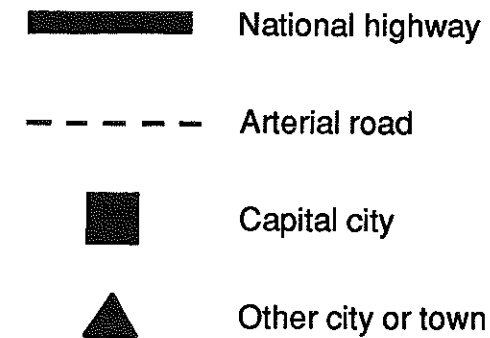 National highway
Arterial road
Capital city
Other city or town